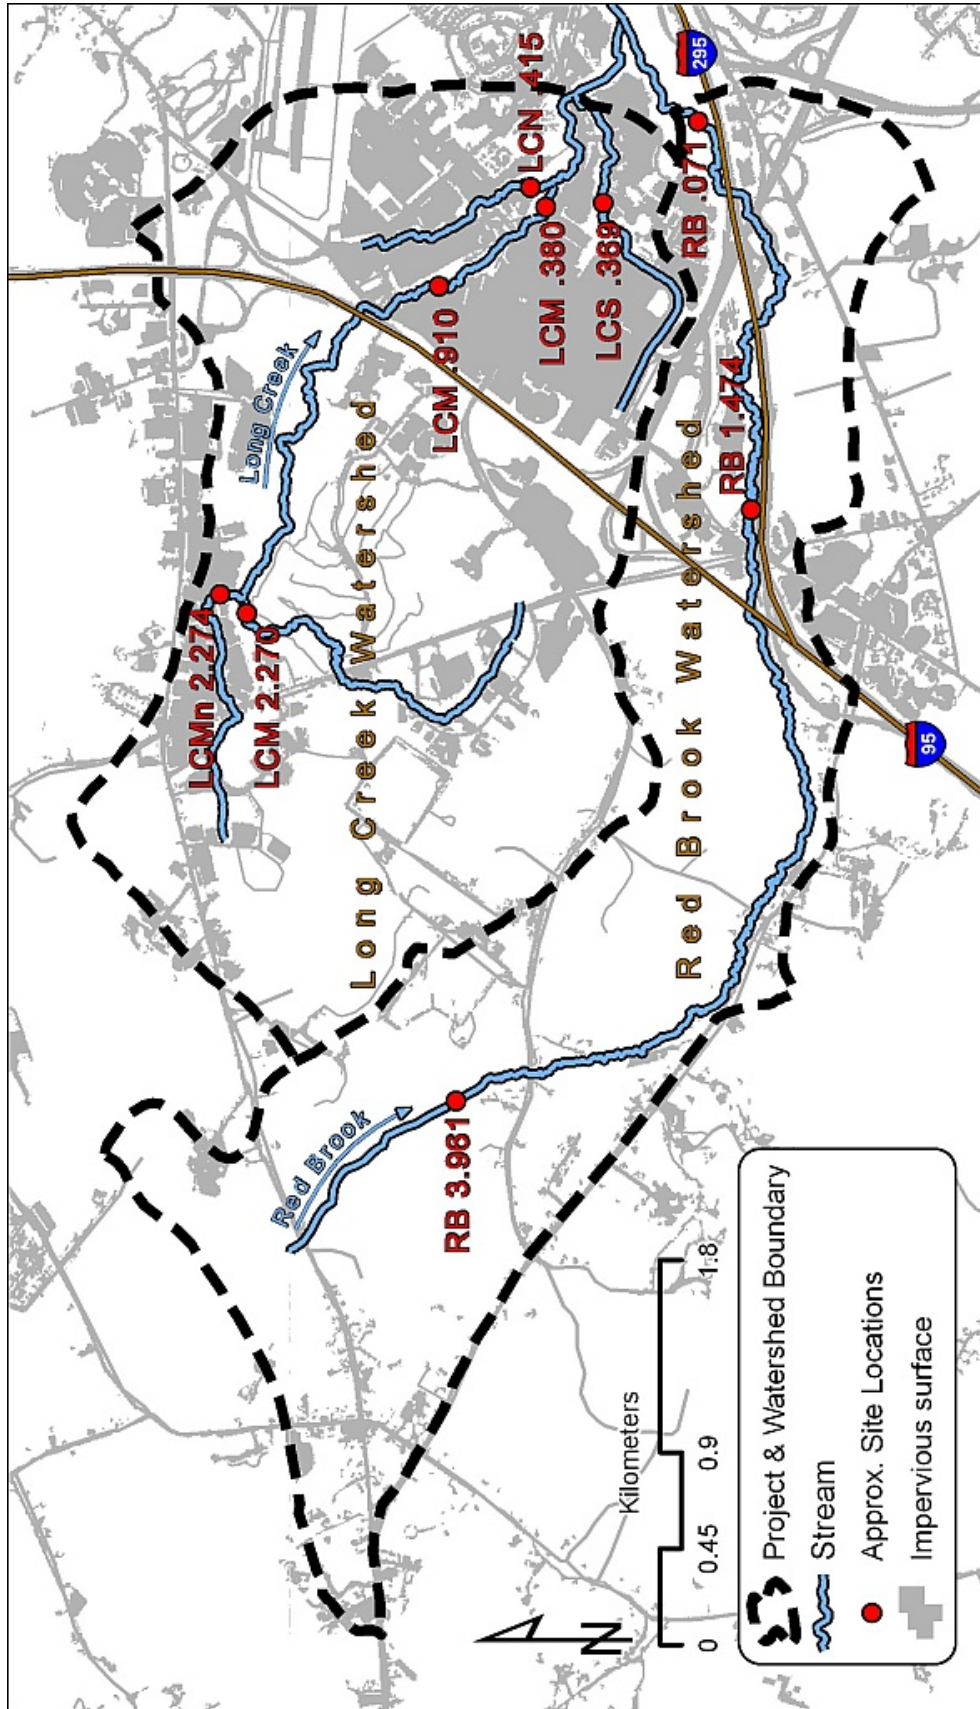 LCN .415
LCM .380
LCS .369
LCM .910
LCMn 2.274
LCM 2.270
RB .071
RB 1.474
RB 3.961
Long Creek
Red Brook
Long Creek Watershed
Red Brook Watershed
295
95
N
Kilometers
0 0.45 0.9 1.8
Project & Watershed Boundary
Stream
Approx. Site Locations
Impervious surface